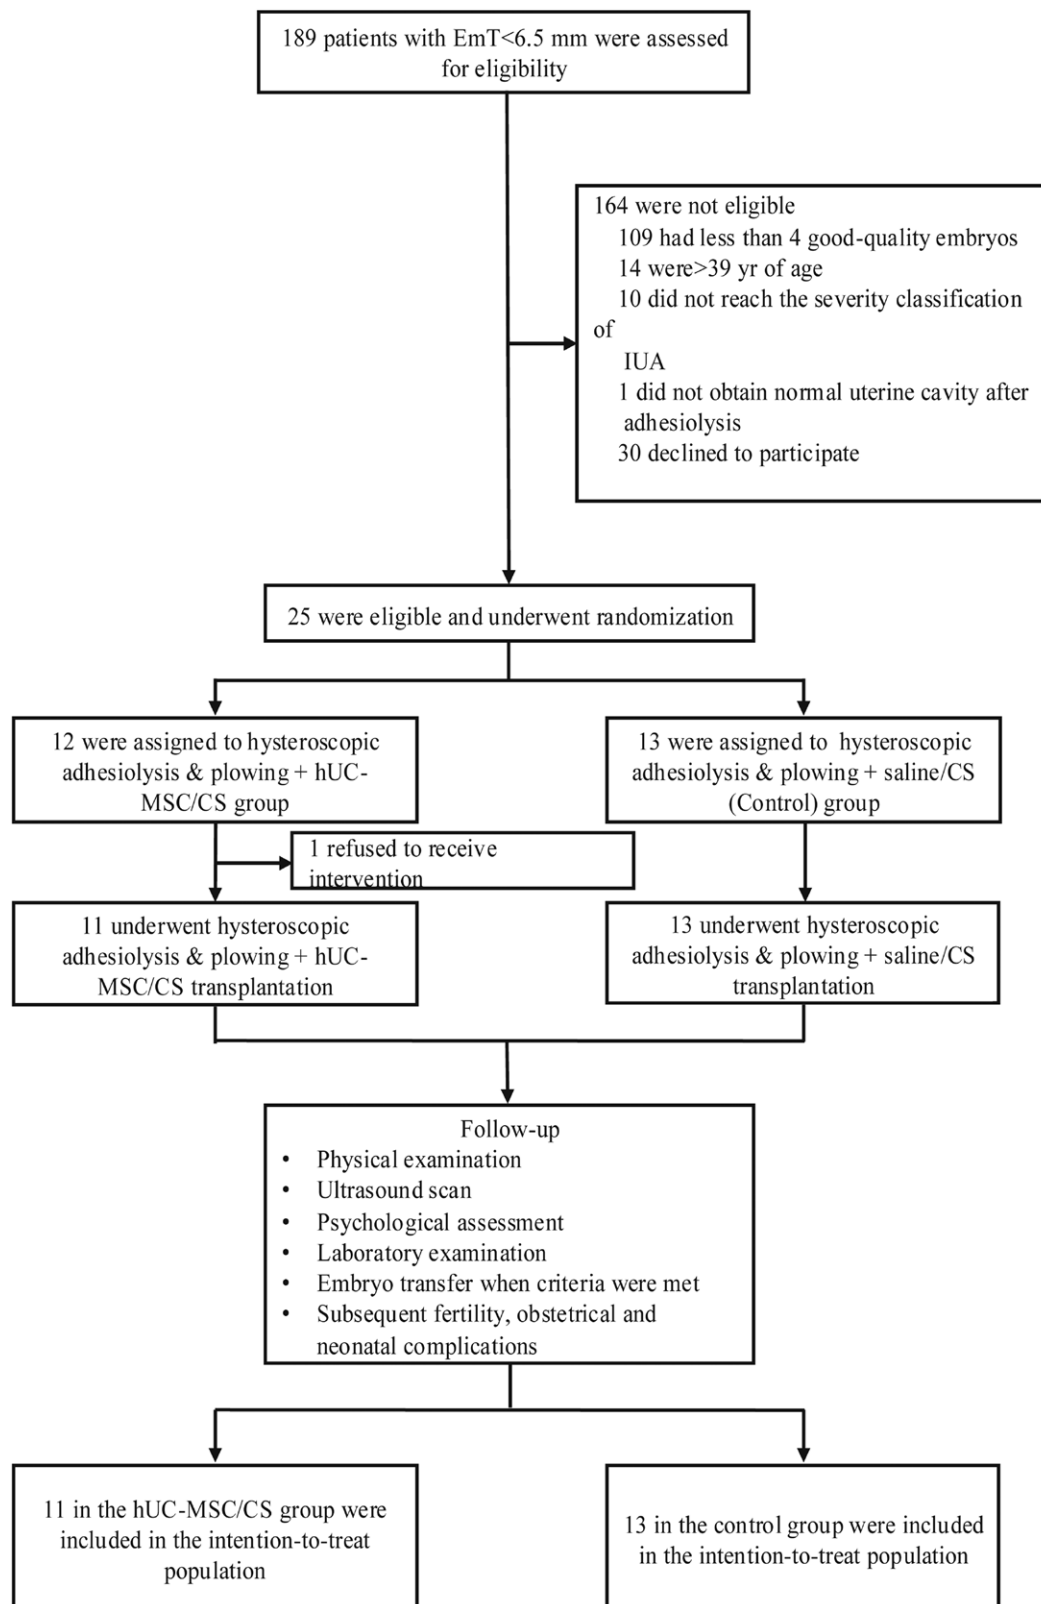 189 patients with EmT<6.5 mm were assessed
for eligibility
164 were not eligible
109 had less than 4 good-quality embryos
14 were>39 yr of age
10 did not reach the severity classification
of
IUA
1 did not obtain normal uterine cavity after
adhesiolysis
30 declined to participate
25 were eligible and underwent randomization
12 were assigned to hysteroscopic
adhesiolysis & plowing + hUC-
MSC/CS group
13 were assigned to hysteroscopic
adhesiolysis & plowing + saline/CS
(Control) group
1 refused to receive
intervention
11 underwent hysteroscopic
adhesiolysis & plowing + hUC-
MSC/CS transplantation
13 underwent hysteroscopic
adhesiolysis & plowing + saline/CS
transplantation
Follow-up
• Physical examination
• Ultrasound scan
• Psychological assessment
• Laboratory examination
• Embryo transfer when criteria were met
• Subsequent fertility, obstetrical and
neonatal complications
11 in the hUC-MSC/CS group were
included in the intention-to-treat
population
13 in the control group were included
in the intention-to-treat population